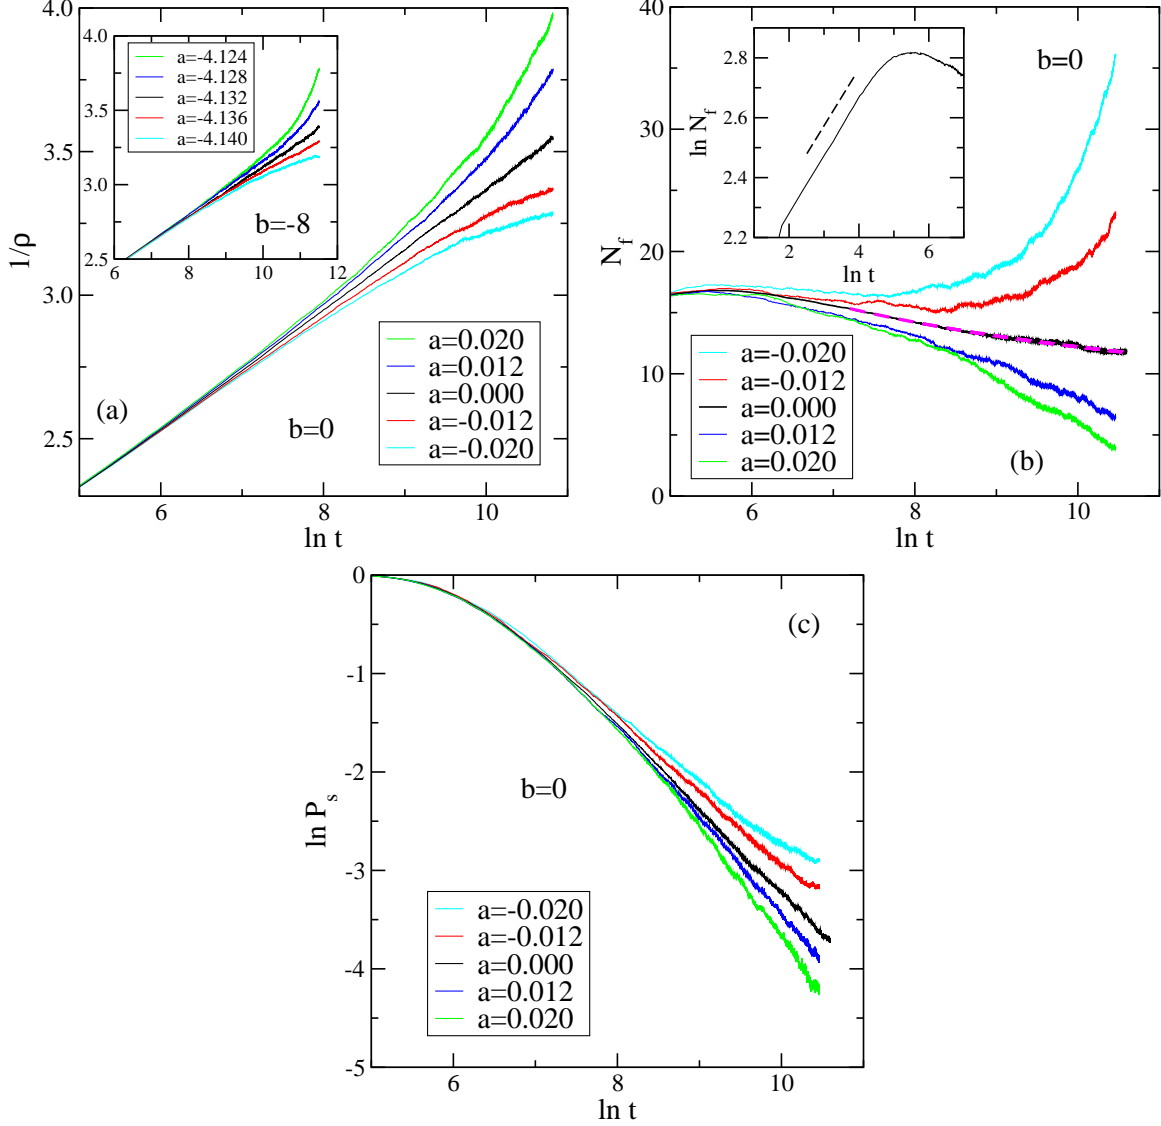 4.0
3.5
3.0
2.5
1/ρ
6
8
10
ln t
(a)
b=0
a=0.020
a=0.012
a=0.000
a=-0.012
a=-0.020
4.0
3.5
3.0
2.5
6
8
10
12
b=-8
a=-4.124
a=-4.128
a=-4.132
a=-4.136
a=-4.140
40
30
20
10
0
N_f
6
8
10
ln t
b=0
(b)
a=-0.020
a=-0.012
a=0.000
a=0.012
a=0.020
2.8
2.6
2.4
2.2
ln N_f
2
4
6
ln t
0
-1
-2
-3
-4
-5
ln P_s
6
8
10
ln t
(c)
b=0
a=-0.020
a=-0.012
a=0.000
a=0.012
a=0.020